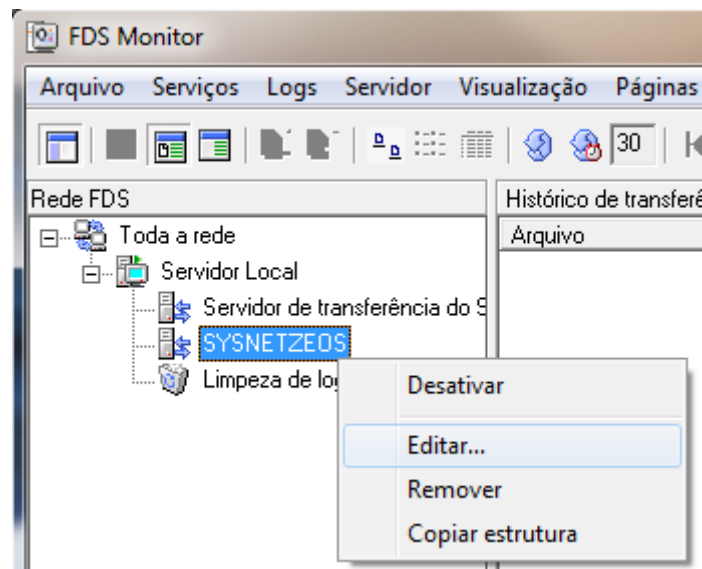 FDS Monitor
Arquivo Serviços Logs Servidor Visualização Páginas
30
Rede FDS
Histórico de transferê
Toda a rede
Arquivo
Servidor Local
Servidor de transferência do S
SYSNETZEOS
Limpeza de lo
Desativar
Editar...
Remover
Copiar estrutura